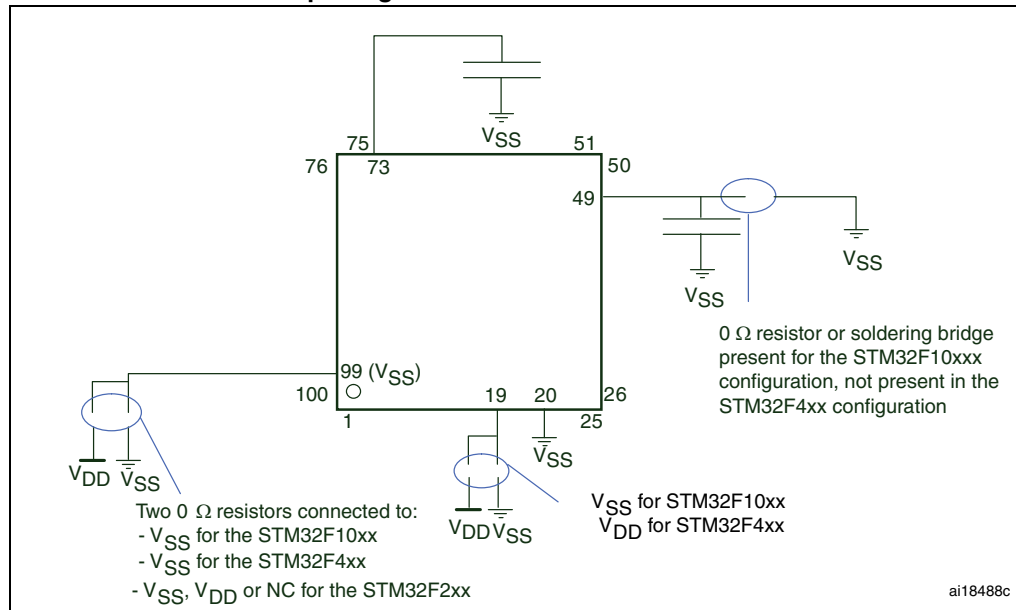 VSS
75
51
76
73
50
49
VSS
VSS
0 Ω resistor or soldering bridge
present for the STM32F10xxx
configuration, not present in the
STM32F4xx configuration
99 (VSS)
100
19
20
26
1
25
VSS
VDD
VSS
VDD
VSS
VSS for STM32F10xx
VDD for STM32F4xx
Two 0 Ω resistors connected to:
- VSS for the STM32F10xx
- VSS for the STM32F4xx
- VSS, VDD or NC for the STM32F2xx
ai18488c